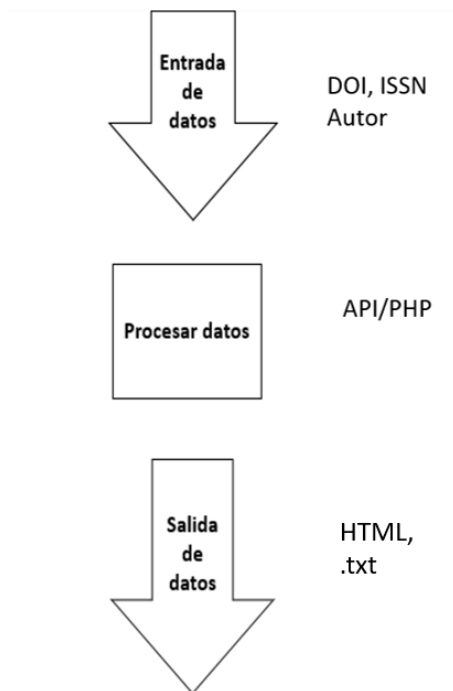 Entrada
de
datos
DOI, ISSN
Autor
Procesar datos
API/PHP
Salida
de
datos
HTML,
.txt